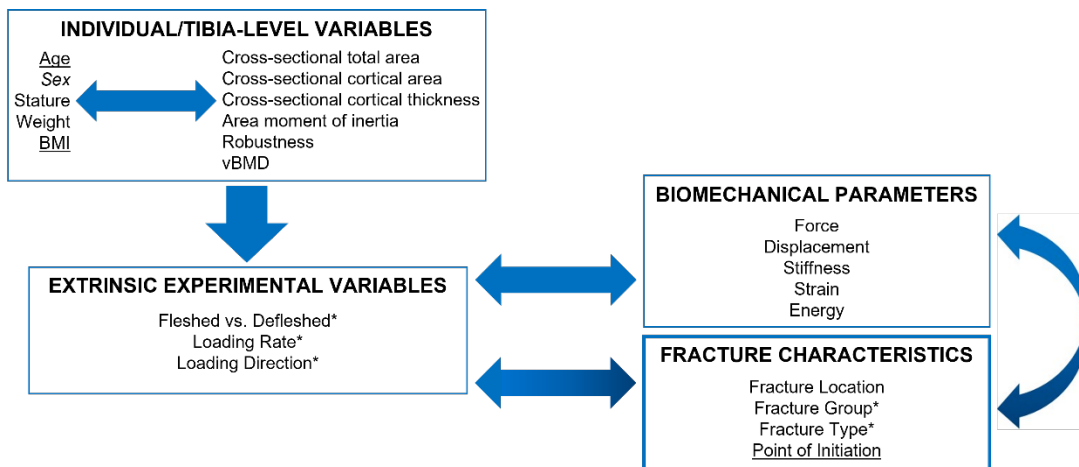 INDIVIDUAL/TIBIA-LEVEL VARIABLES
Age
Sex
Stature
Weight
BMI
Cross-sectional total area
Cross-sectional cortical area
Cross-sectional cortical thickness
Area moment of inertia
Robustness
vBMD
EXTRINSIC EXPERIMENTAL VARIABLES
Fleshed vs. Defleshed*
Loading Rate*
Loading Direction*
BIOMECHANICAL PARAMETERS
Force
Displacement
Stiffness
Strain
Energy
FRACTURE CHARACTERISTICS
Fracture Location
Fracture Group*
Fracture Type*
Point of Initiation